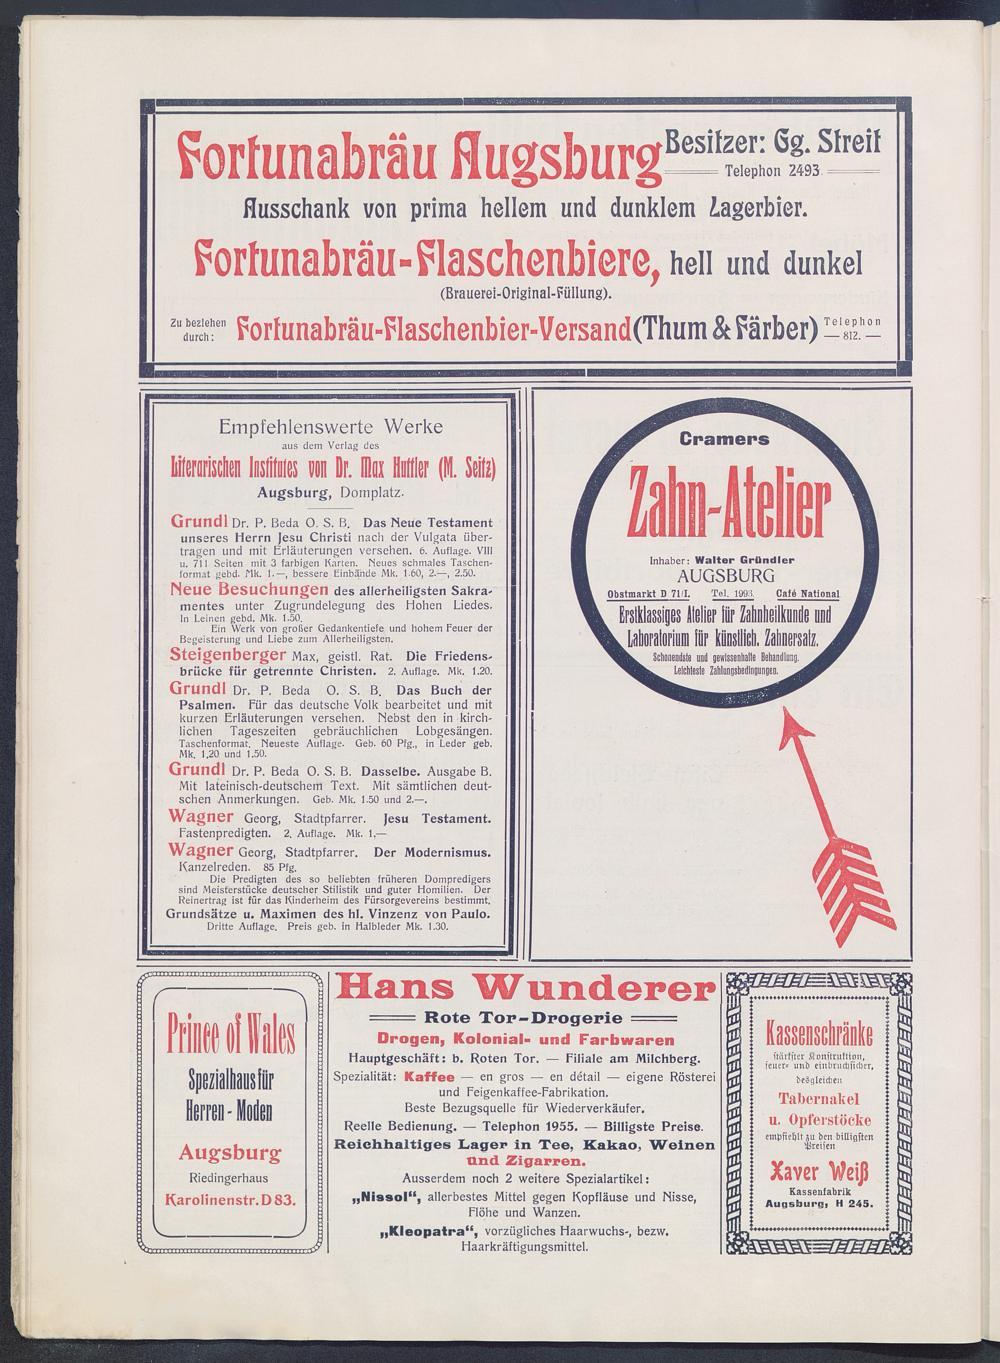 Fortunabräu Augsburg
Besitzer: Gg. Streit
Telephon 2493
Ausschank von prima hellem und dunklem Lagerbier.
Fortunabräu-Flaschenbiere, hell und dunkel
(Brauerei-Original-Füllung).
Zu beziehen durch: Fortunabräu-Flaschenbier-Versand (Thum & Färber) Telephon — 812. —
Empfehlenswerte Werke
aus dem Verlag des
Literarischen Institutes von Dr. Max Huttler (M. Seitz)
Augsburg, Domplatz.
Grundl Dr. P. Beda O. S. B. Das Neue Testament
unseres Herrn Jesu Christi nach der Vulgata über-
tragen und mit Erläuterungen versehen. 6. Auflage. VIII
u. 711 Seiten mit 3 farbigen Karten. Neues schmales Taschen-
format gebd. Mk. 1.—, bessere Einbände Mk. 1.60, 2.—, 2.50.
Neue Besuchungen des allerheiligsten Sakra-
mentes unter Zugrundelegung des Hohen Liedes.
In Leinen gebd. Mk. 1.50.
Ein Werk von großer Gedankentiefe und hohem Feuer der
Begeisterung und Liebe zum Allerheiligsten.
Steigenberger Max, geistl. Rat. Die Friedens-
brücke für getrennte Christen. 2. Auflage. Mk. 1.20.
Grundl Dr. P. Beda O. S. B. Das Buch der
Psalmen. Für das deutsche Volk bearbeitet und mit
kurzen Erläuterungen versehen. Nebst den in kirch-
lichen Tageszeiten gebräuchlichen Lobgesängen.
Taschenformat. Neueste Auflage. Geb. 60 Pfg., in Leder geb.
Mk. 1,20 und 1.50.
Grundl Dr. P. Beda O. S. B. Dasselbe. Ausgabe B.
Mit lateinisch-deutschem Text. Mit sämtlichen deut-
schen Anmerkungen. Geb. Mk. 1.50 und 2.—.
Wagner Georg, Stadtpfarrer. Jesu Testament.
Fastenpredigten. 2. Auflage. Mk. 1.—
Wagner Georg, Stadtpfarrer. Der Modernismus.
Kanzelreden. 85 Pfg.
Die Predigten des so beliebten früheren Dompredigers
sind Meisterstücke deutscher Stilistik und guter Homilien. Der
Reinertrag ist für das Kinderheim des Fürsorgevereins bestimmt.
Grundsätze u. Maximen des hl. Vinzenz von Paulo.
Dritte Auflage. Preis geb. in Halbleder Mk. 1.30.
Cramers
Zahn-Atelier
Inhaber: Walter Gründler
AUGSBURG
Obstmarkt D 71/I. Tel. 1993. Café National
Erstklassiges Atelier für Zahnheilkunde und
Laboratorium für künstlich. Zahnersatz.
Schonendste und gewissenhafte Behandlung.
Leichteste Zahlungsbedingungen.
Prince of Wales
Spezialhaus für
Herren-Moden
Augsburg
Riedingerhaus
Karolinenstr. D 83.
Hans Wunderer
Rote Tor-Drogerie
Drogen, Kolonial- und Farbwaren
Hauptgeschäft: b. Roten Tor. — Filiale am Milchberg.
Spezialität: Kaffee — en gros — en détail — eigene Rösterei
und Feigenkaffee-Fabrikation.
Beste Bezugsquelle für Wiederverkäufer.
Reelle Bedienung. — Telephon 1955. — Billigste Preise.
Reichhaltiges Lager in Tee, Kakao, Weinen
und Zigarren.
Ausserdem noch 2 weitere Spezialartikel:
„Nissol“, allerbestes Mittel gegen Kopfläuse und Nisse,
Flöhe und Wanzen.
„Kleopatra“, vorzügliches Haarwuchs-, bezw.
Haarkräftigungsmittel.
Kassenschränke
stärkster Konstruktion,
feuer- und einbruchsicher,
desgleichen
Tabernakel
u. Opferstöcke
empfiehlt zu den billigsten
Preisen
Xaver Weiß
Kassenfabrik
Augsburg, H 245.